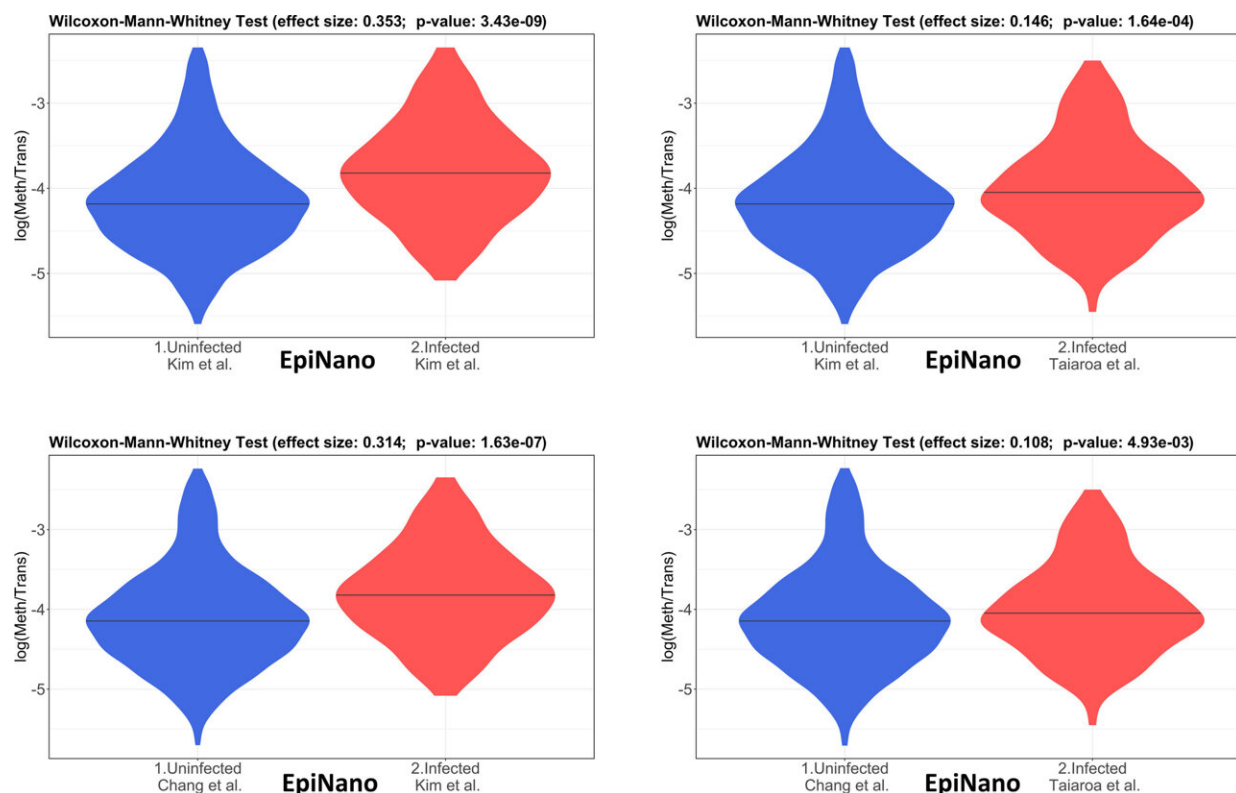 Wilcoxon-Mann-Whitney Test (effect size: 0.353;  p-value: 3.43e-09)
log(Meth/Trans)
-3
-4
-5
1.Uninfected
Kim et al.
EpiNano
2.Infected
Kim et al.
Wilcoxon-Mann-Whitney Test (effect size: 0.146;  p-value: 1.64e-04)
log(Meth/Trans)
-3
-4
-5
1.Uninfected
Kim et al.
EpiNano
2.Infected
Taiaroa et al.
Wilcoxon-Mann-Whitney Test (effect size: 0.314;  p-value: 1.63e-07)
log(Meth/Trans)
-3
-4
-5
1.Uninfected
Chang et al.
EpiNano
2.Infected
Kim et al.
Wilcoxon-Mann-Whitney Test (effect size: 0.108;  p-value: 4.93e-03)
log(Meth/Trans)
-3
-4
-5
1.Uninfected
Chang et al.
EpiNano
2.Infected
Taiaroa et al.